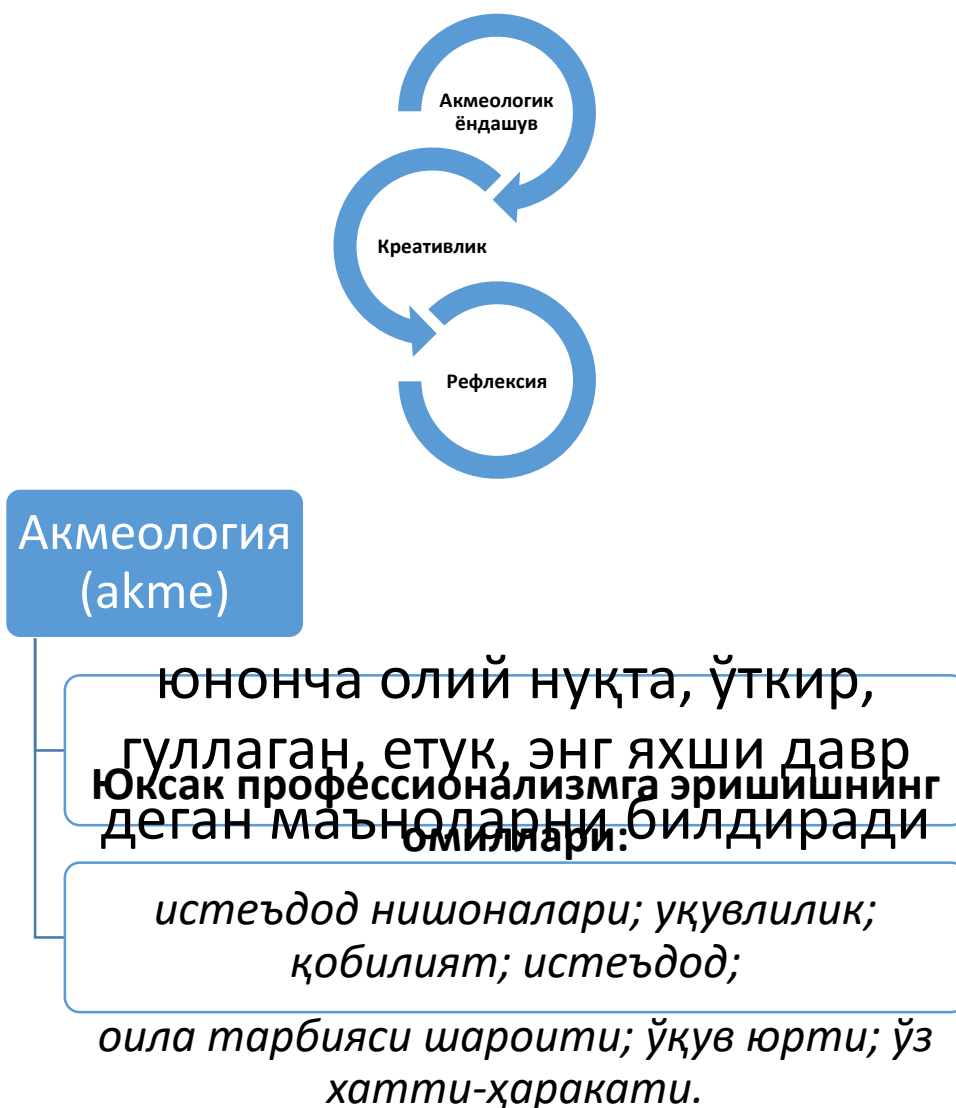 Акмеологик
ёндашув
Креативлик
Рефлексия
Акмеология
(akme)
юнонча олий нуқта, ўткир,
гуллаган, етук, энг яхши давр
деган маъноларни билдиради
Юксак профессионализмга эришишнинг
омиллари:
истеъдод нишоналари; уқувлилик;
қобилият; истеъдод;
оила тарбияси шароити; ўқув юрти; ўз
хатти-ҳаракати.